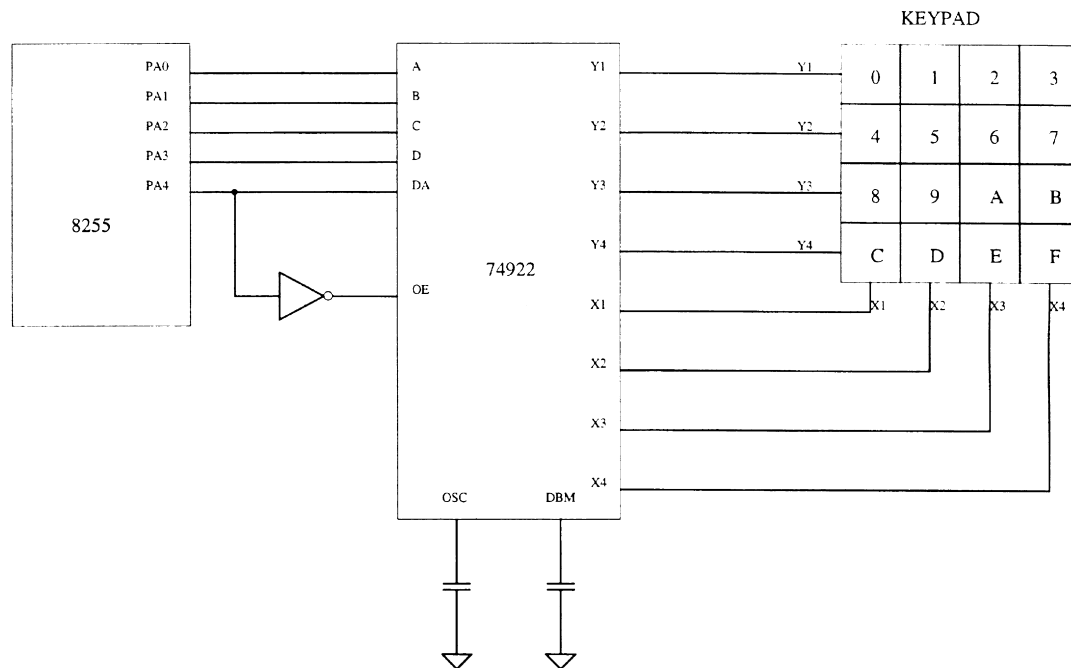 KEYPAD
PA0
PA1
PA2
PA3
PA4
8255
A
B
C
D
DA
OE
74922
OSC
DBM
Y1
Y2
Y3
Y4
X1
X2
X3
X4
Y1
Y2
Y3
Y4
0 1 2 3
4 5 6 7
8 9 A B
C D E F
X1 X2 X3 X4